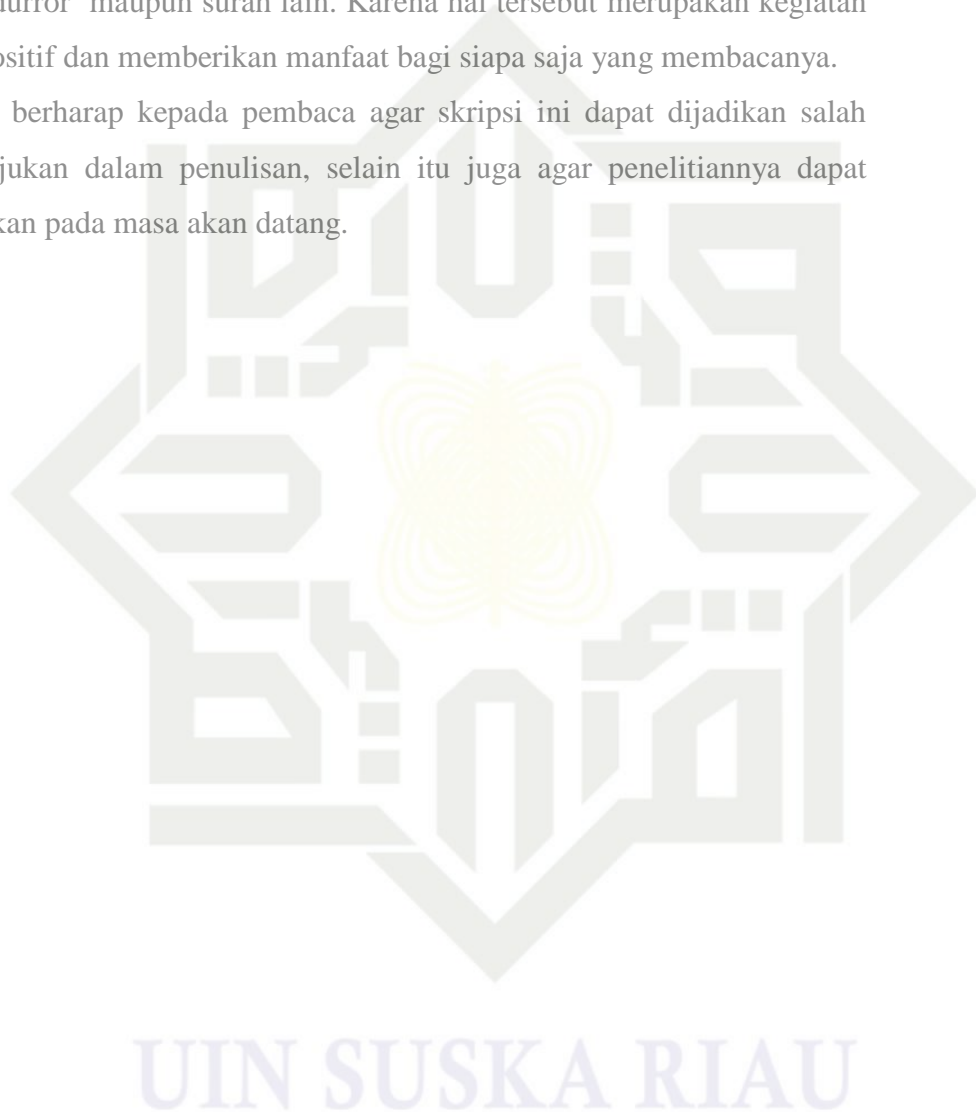 durror" maupun surah lain. Karena hal tersebut merupakan kegiatan
ositif dan memberikan manfaat bagi siapa saja yang membacanya.
berharap kepada pembaca agar skripsi ini dapat dijadikan salah
jukan dalam penulisan, selain itu juga agar penelitiannya dapat
kan pada masa akan datang.
UIN SUSKA RIAU